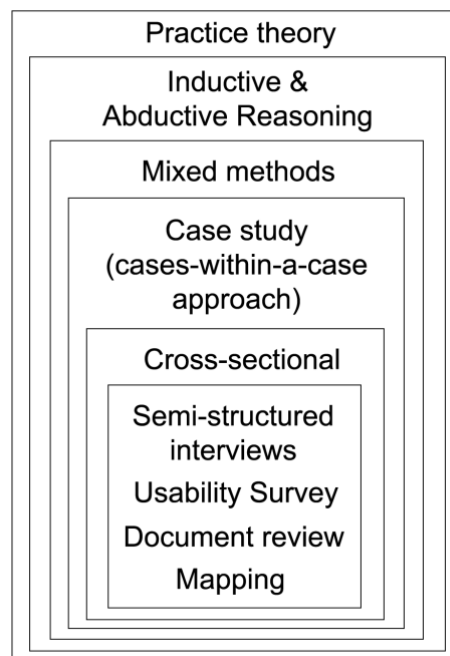 Practice theory
Inductive &
Abductive Reasoning
Mixed methods
Case study
(cases-within-a-case
approach)
Cross-sectional
Semi-structured
interviews
Usability Survey
Document review
Mapping